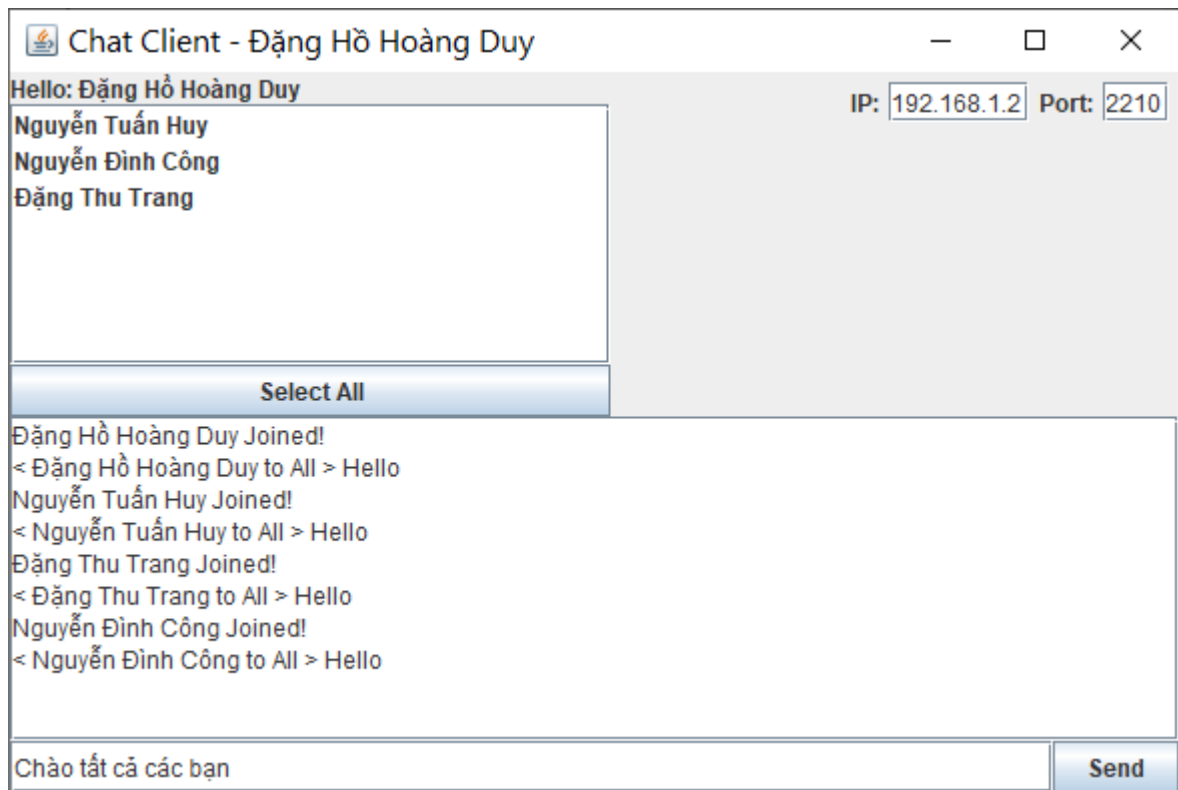 Chat Client - Đặng Hồ Hoàng Duy
Hello: Đặng Hồ Hoàng Duy
IP: 192.168.1.2 Port: 2210
Nguyễn Tuấn Huy
Nguyễn Đình Công
Đặng Thu Trang
Select All
Đặng Hồ Hoàng Duy Joined!
< Đặng Hồ Hoàng Duy to All > Hello
Nguyễn Tuấn Huy Joined!
< Nguyễn Tuấn Huy to All > Hello
Đặng Thu Trang Joined!
< Đặng Thu Trang to All > Hello
Nguyễn Đình Công Joined!
< Nguyễn Đình Công to All > Hello
Chào tất cả các bạn
Send